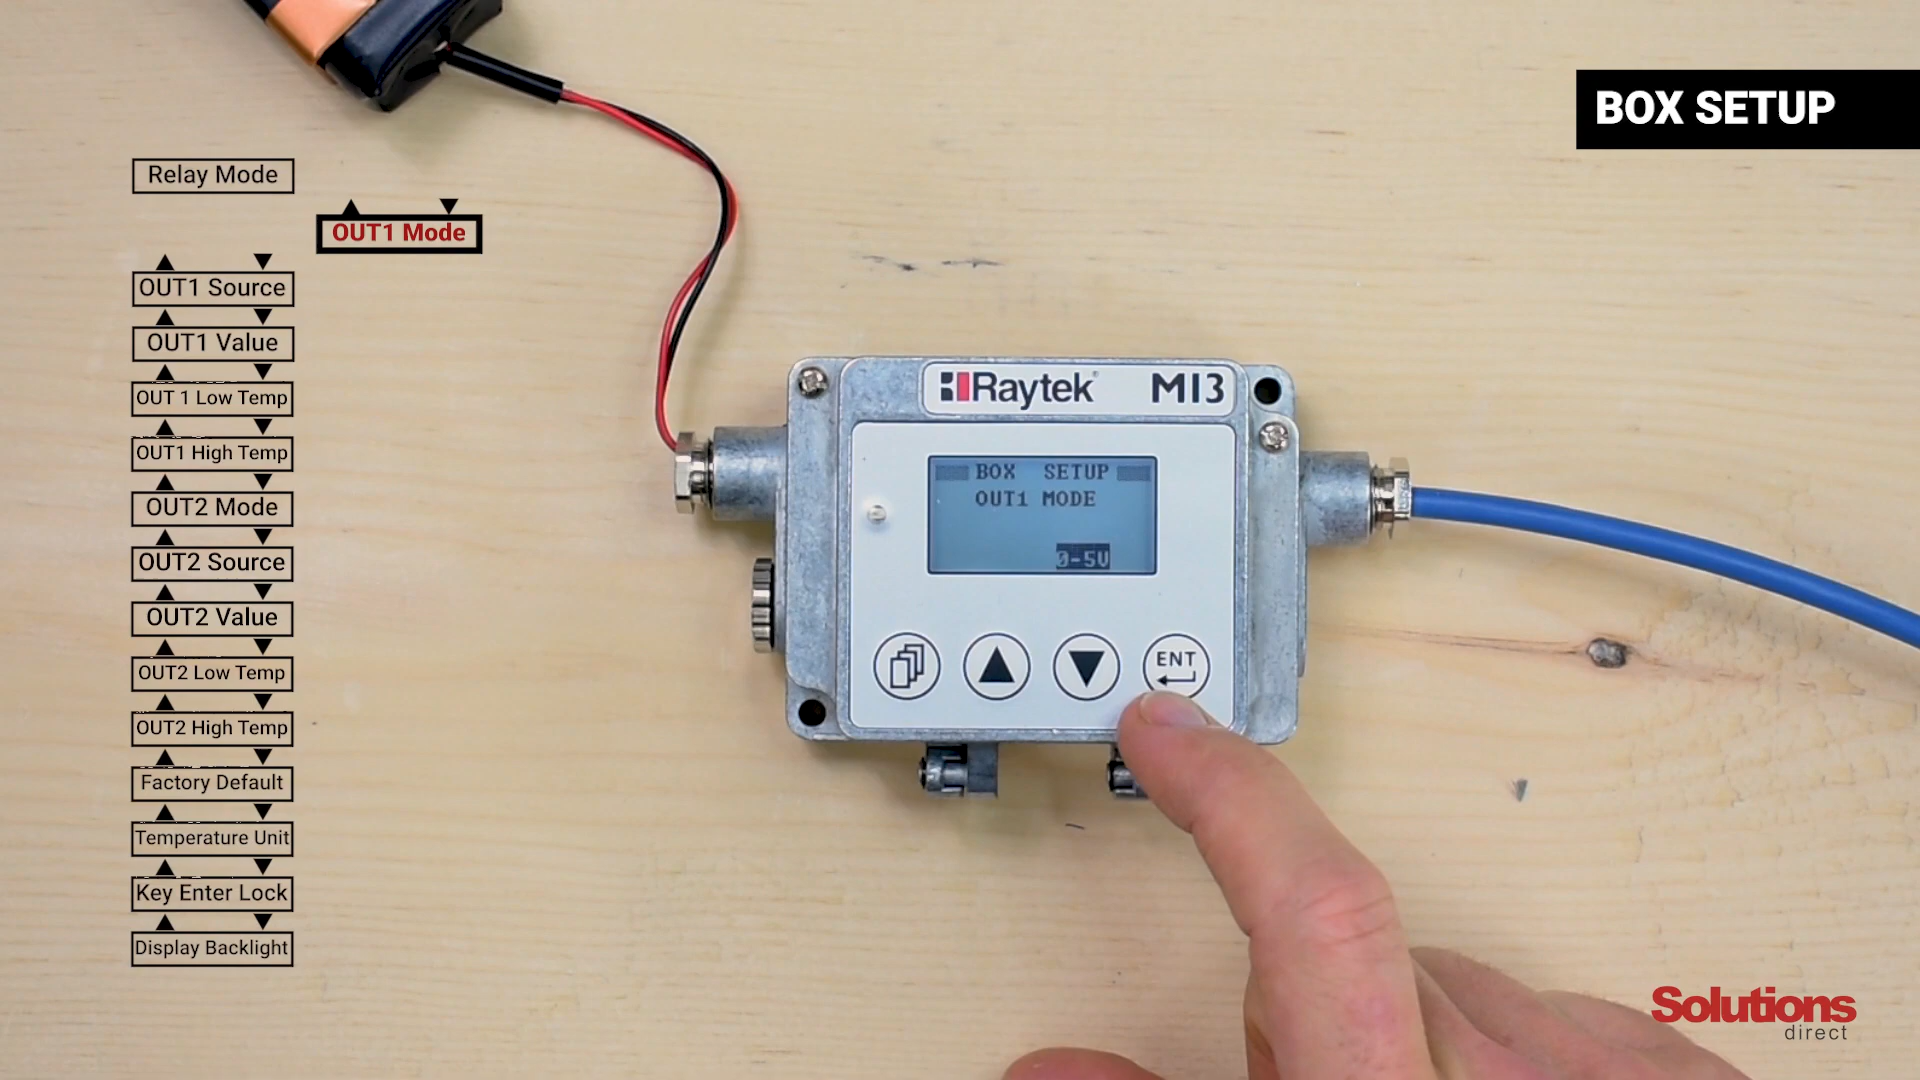 BOX SETUP
Relay Mode
OUT1 Mode
OUT1 Source
OUT1 Value
OUT 1 Low Temp
OUT1 High Temp
OUT2 Mode
OUT2 Source
OUT2 Value
OUT2 Low Temp
OUT2 High Temp
Factory Default
Temperature Unit
Key Enter Lock
Display Backlight
Raytek® MI3
BOX SETUP
OUT1 MODE
0-5V
ENT
Solutions
direct